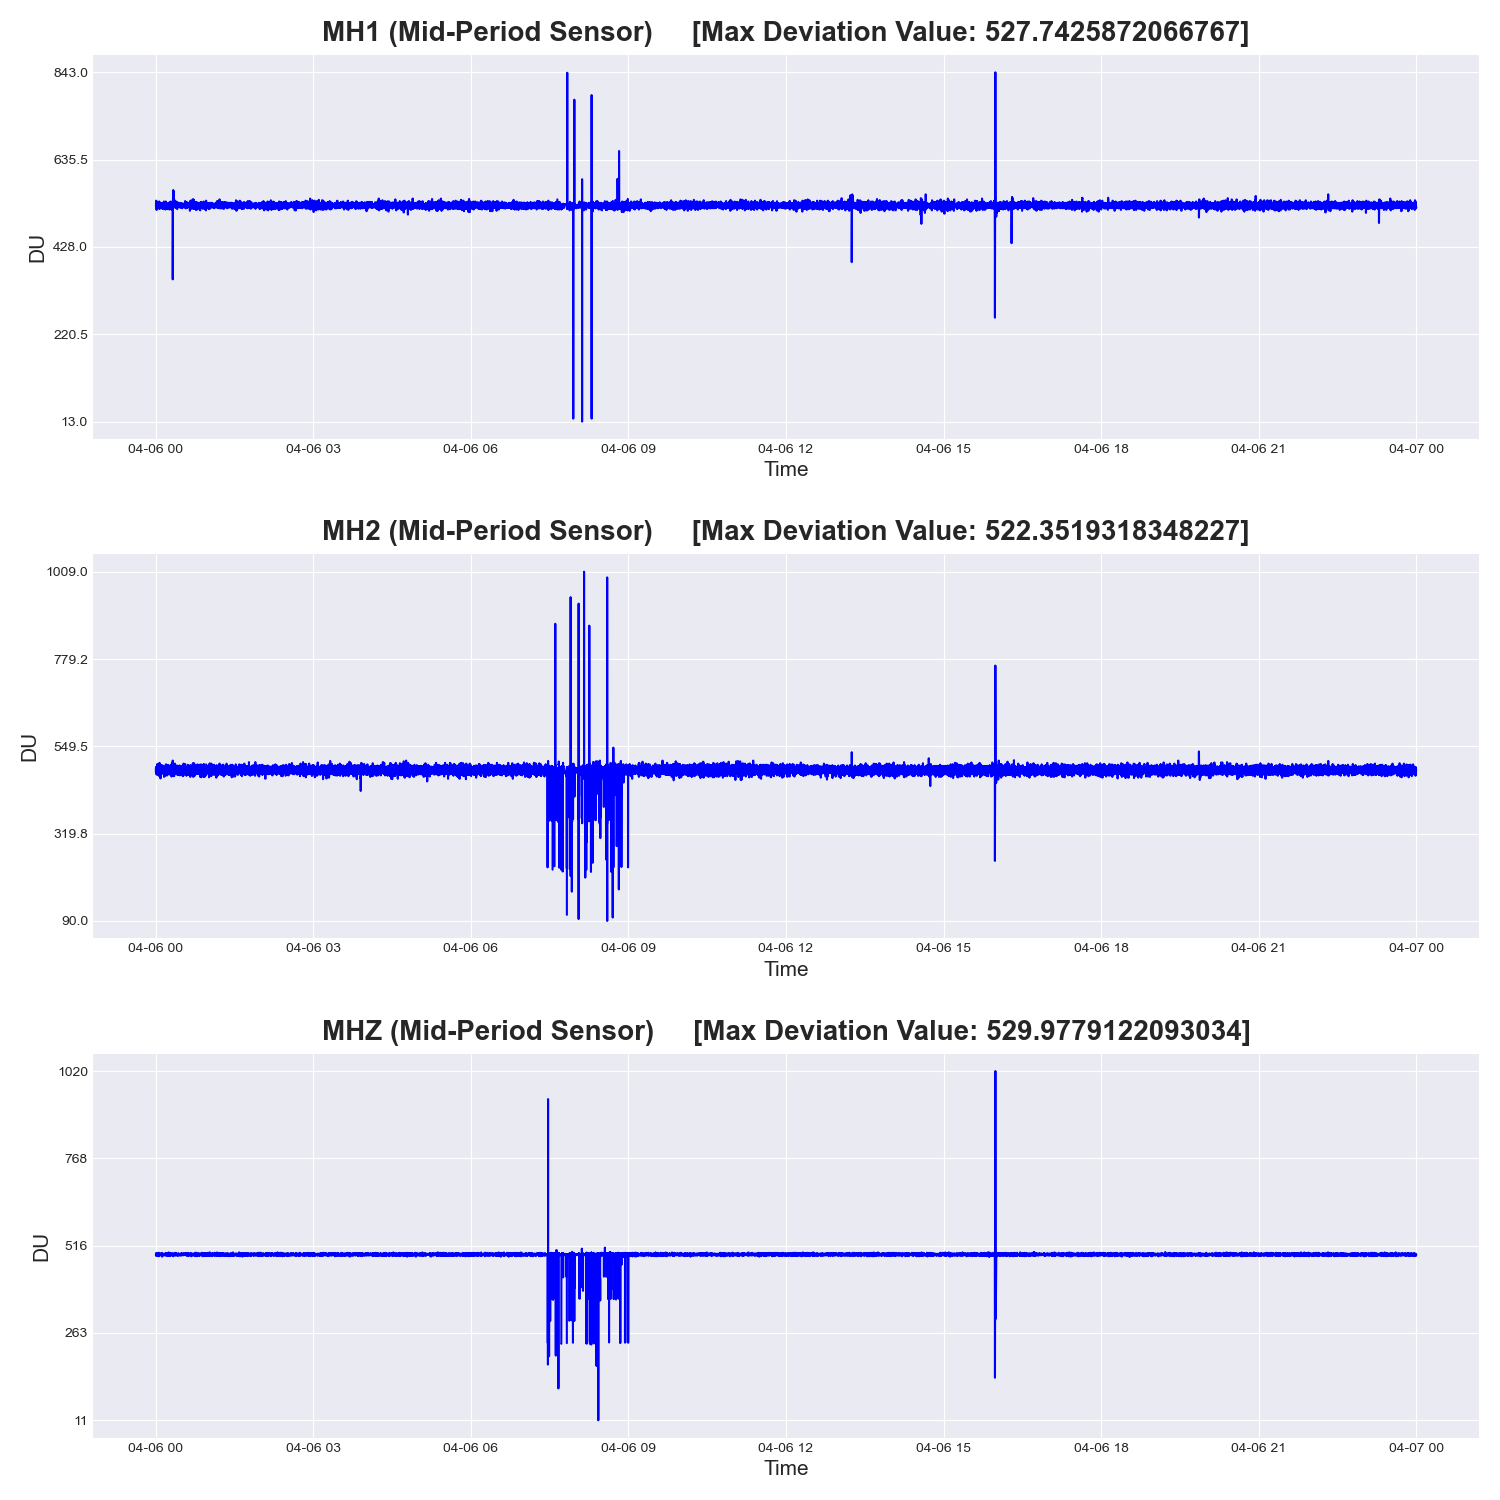 MH1 (Mid-Period Sensor) [Max Deviation Value: 527.7425872066767]
843.0
635.5
428.0
220.5
13.0
DU
04-06 00 04-06 03 04-06 06 04-06 09 04-06 12 04-06 15 04-06 18 04-06 21 04-07 00
Time
MH2 (Mid-Period Sensor) [Max Deviation Value: 522.3519318348227]
1009.0
779.2
549.5
319.8
90.0
DU
04-06 00 04-06 03 04-06 06 04-06 09 04-06 12 04-06 15 04-06 18 04-06 21 04-07 00
Time
MHZ (Mid-Period Sensor) [Max Deviation Value: 529.9779122093034]
1020
768
516
263
11
DU
04-06 00 04-06 03 04-06 06 04-06 09 04-06 12 04-06 15 04-06 18 04-06 21 04-07 00
Time